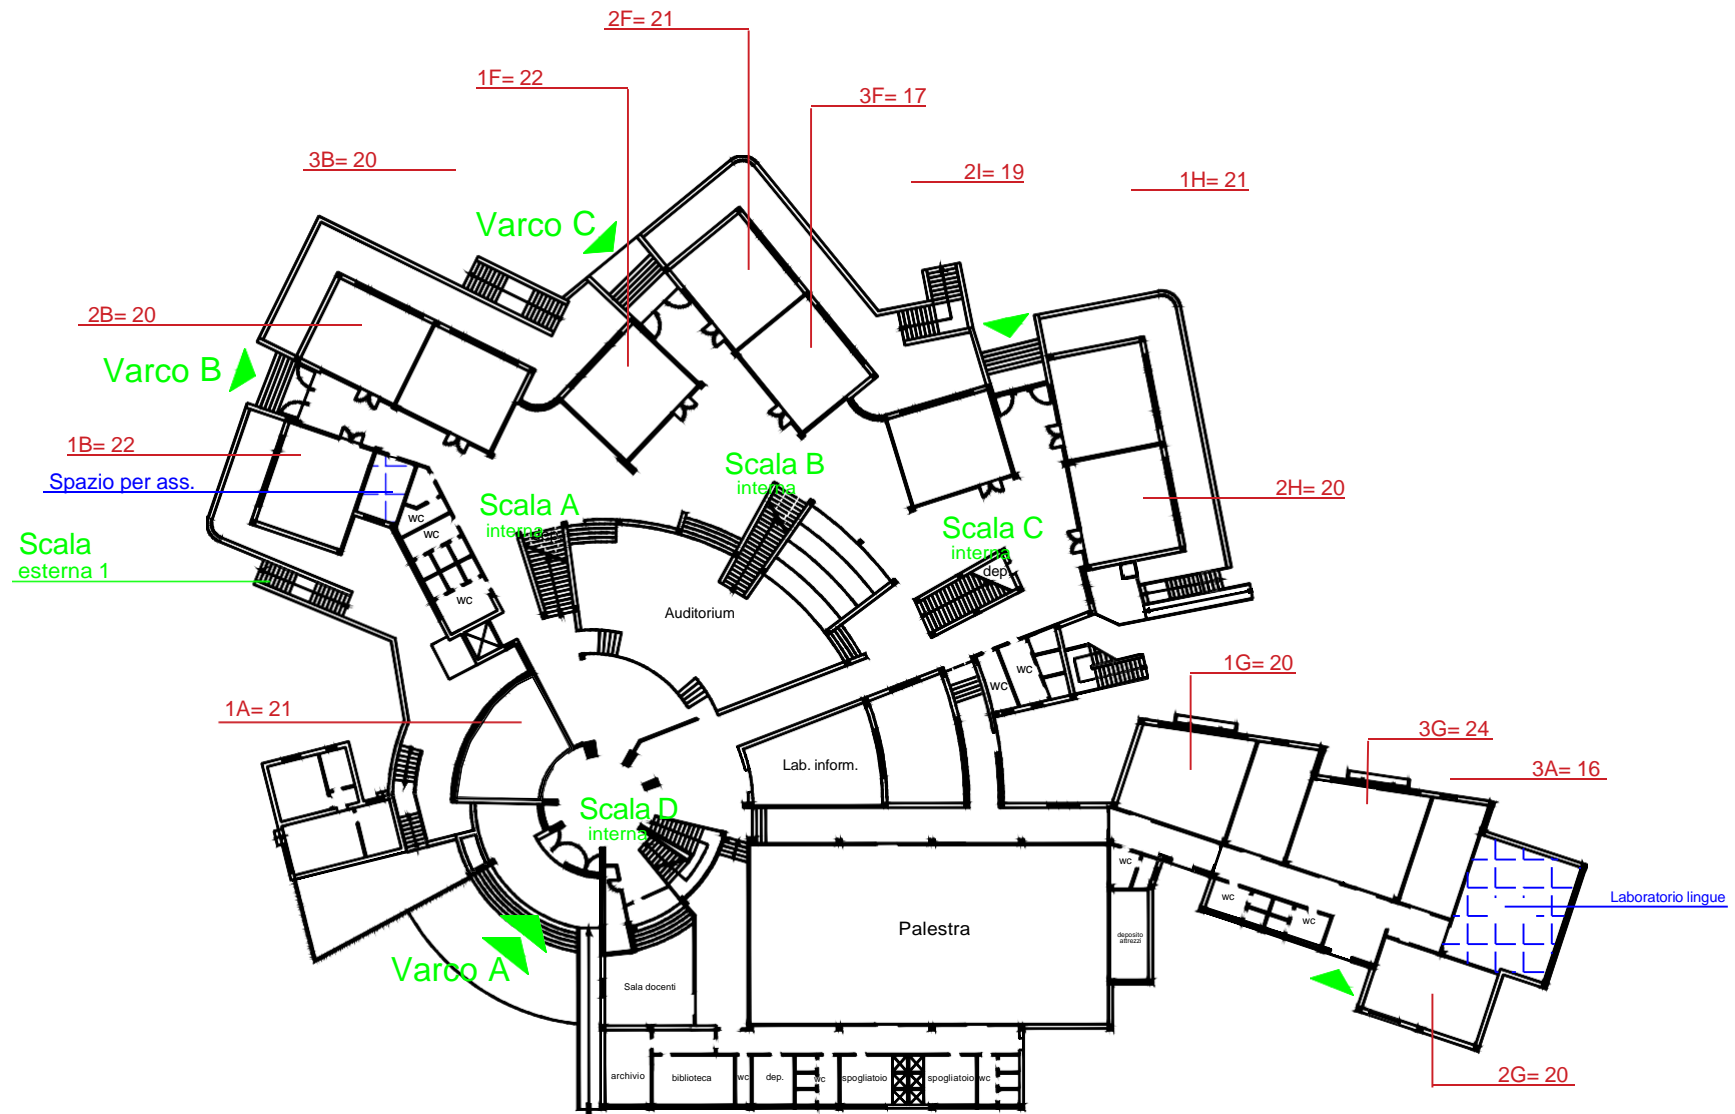 2F= 21
1F= 22
3F= 17
3B= 20
2I= 19
1H= 21
Varco C
2B= 20
Varco B
1B= 22
Spazio per ass.
Scala B
interna
Scala A
interna
2H= 20
Scala C
interna
dep.
Scala
esterna 1
wc
wc
wc
Auditorium
wc
wc
1G= 20
1A= 21
3G= 24
Lab. inform.
3A= 16
Scala D
interna
wc
wc
wc
Laboratorio lingue
Palestra
deposito
attrezzi
Varco A
Sala docenti
archivio
biblioteca
wc
dep.
wc
spogliatoio
spogliatoio
wc
2G= 20